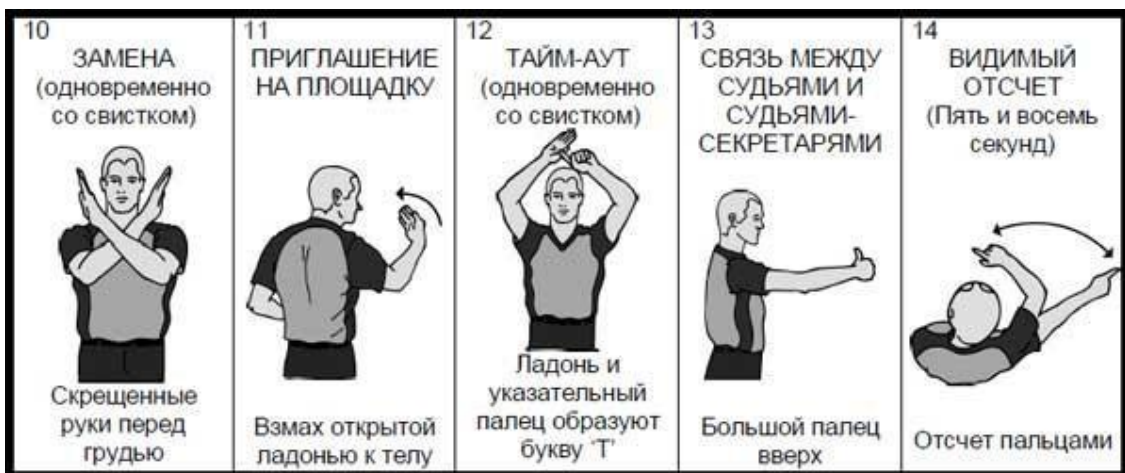 10
ЗАМЕНА
(одновременно
со свистком)
Скрещенные
руки перед
грудью
11
ПРИГЛАШЕНИЕ
НА ПЛОЩАДКУ
Взмах открытой
ладонью к телу
12
ТАЙМ-АУТ
(одновременно
со свистком)
Ладонь и
указательный
палец образуют
букву ‘Т’
13
СВЯЗЬ МЕЖДУ
СУДЬЯМИ И
СУДЬЯМИ-
СЕКРЕТАРЯМИ
Большой палец
вверх
14
ВИДИМЫЙ
ОТСЧЕТ
(Пять и восемь
секунд)
Отсчет пальцами